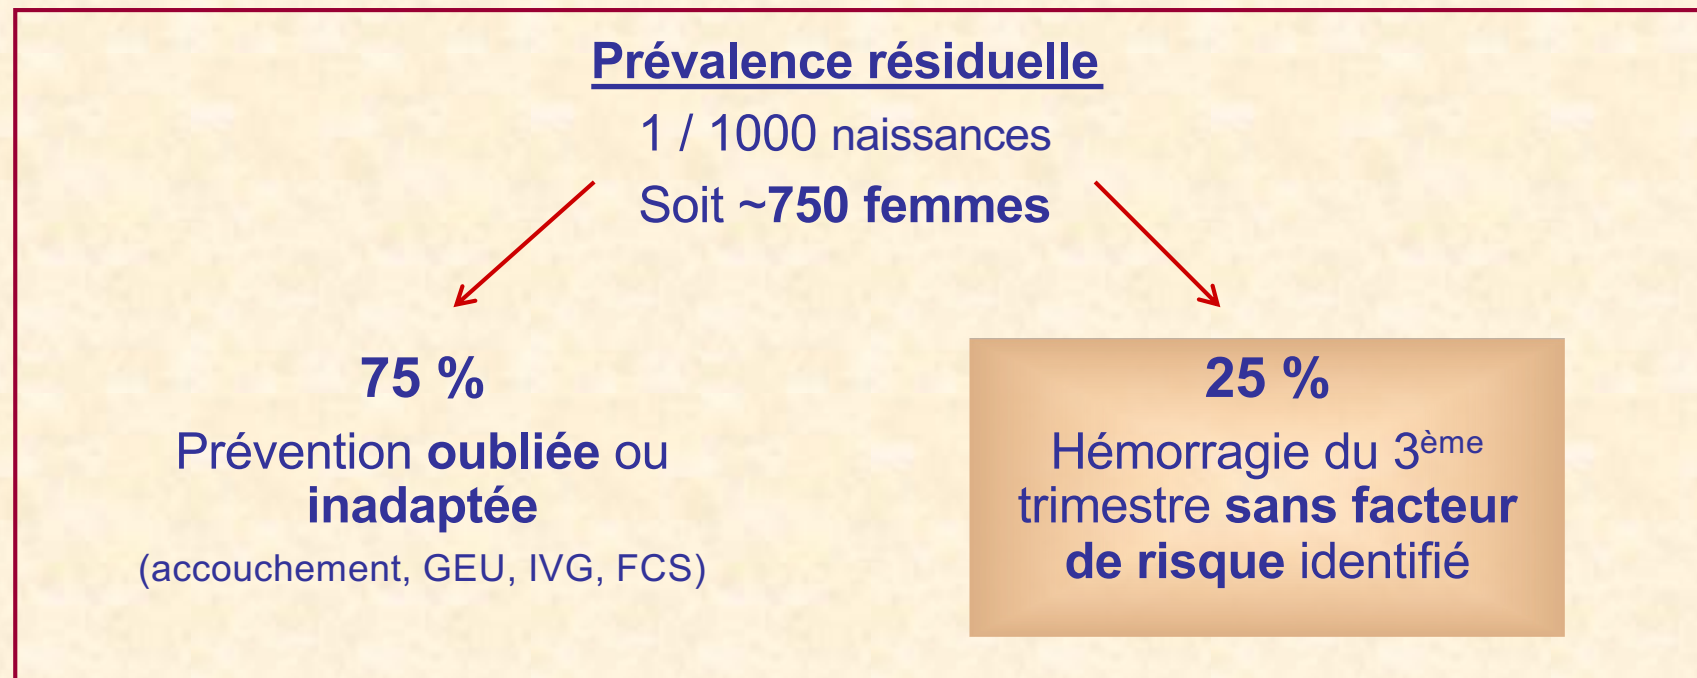 Prévalence résiduelle
1 / 1000 naissances
Soit ~750 femmes
75 %
Prévention oubliée ou
inadaptée
(accouchement, GEU, IVG, FCS)
25 %
Hémorragie du 3ème
trimestre sans facteur
de risque identifié